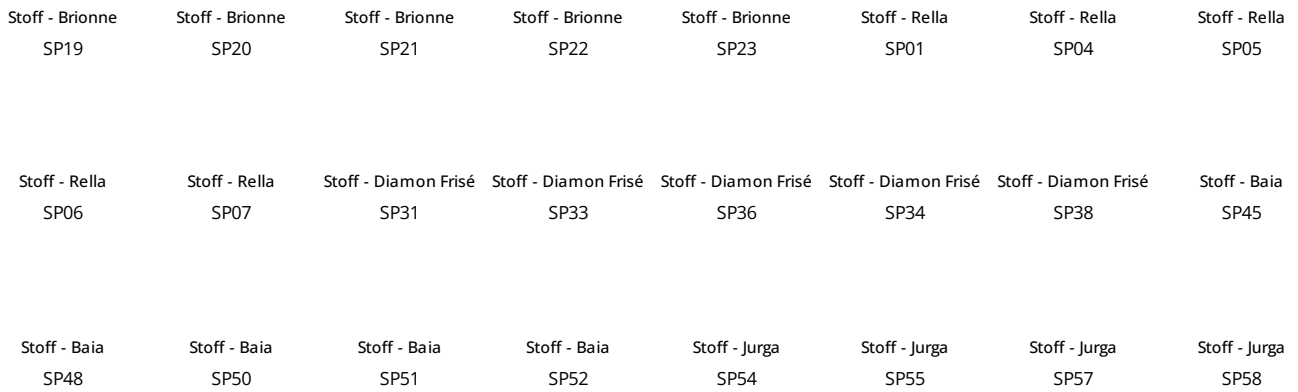 Stoff - Brionne Stoff - Brionne Stoff - Brionne Stoff - Brionne Stoff - Brionne Stoff - Rella Stoff - Rella Stoff - Rella
SP19 SP20 SP21 SP22 SP23 SP01 SP04 SP05
Stoff - Rella Stoff - Rella Stoff - Diamon Frisé Stoff - Diamon Frisé Stoff - Diamon Frisé Stoff - Diamon Frisé Stoff - Diamon Frisé Stoff - Baia
SP06 SP07 SP31 SP33 SP36 SP34 SP38 SP45
Stoff - Baia Stoff - Baia Stoff - Baia Stoff - Baia Stoff - Jurga Stoff - Jurga Stoff - Jurga Stoff - Jurga
SP48 SP50 SP51 SP52 SP54 SP55 SP57 SP58